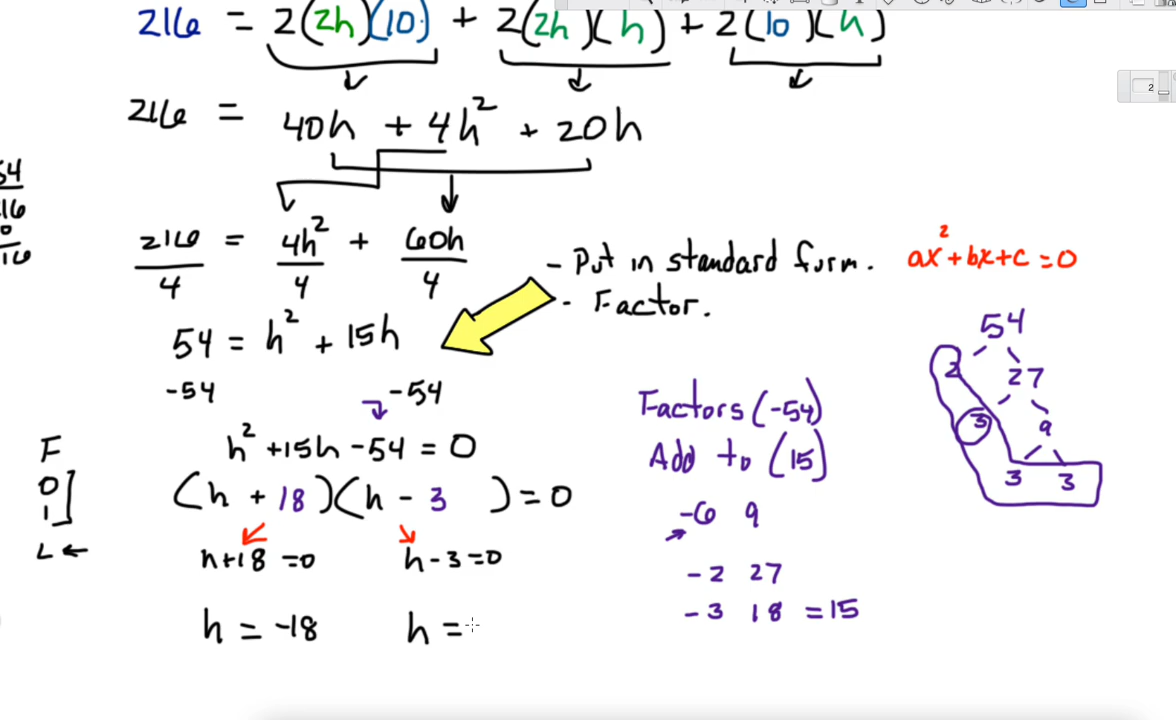 216 = 2(2h)(10) + 2(2h)(h) + 2(10)(h)
216 = 40h + 4h² + 20h
54
216/4 = 4h²/4 + 60h/4
- Put in standard form. ax²+bx+c=0
- Factor.
54 = h² + 15h
-54 -54
h² +15h -54 = 0
F
O
I
L ←
(h + 18)(h - 3) = 0
h+18 =0 h-3=0
h = -18 h =
Factors (-54)
Add to (15)
-6 9
-2 27
-3 18 =15
54
2 27
3 9
3 3
2